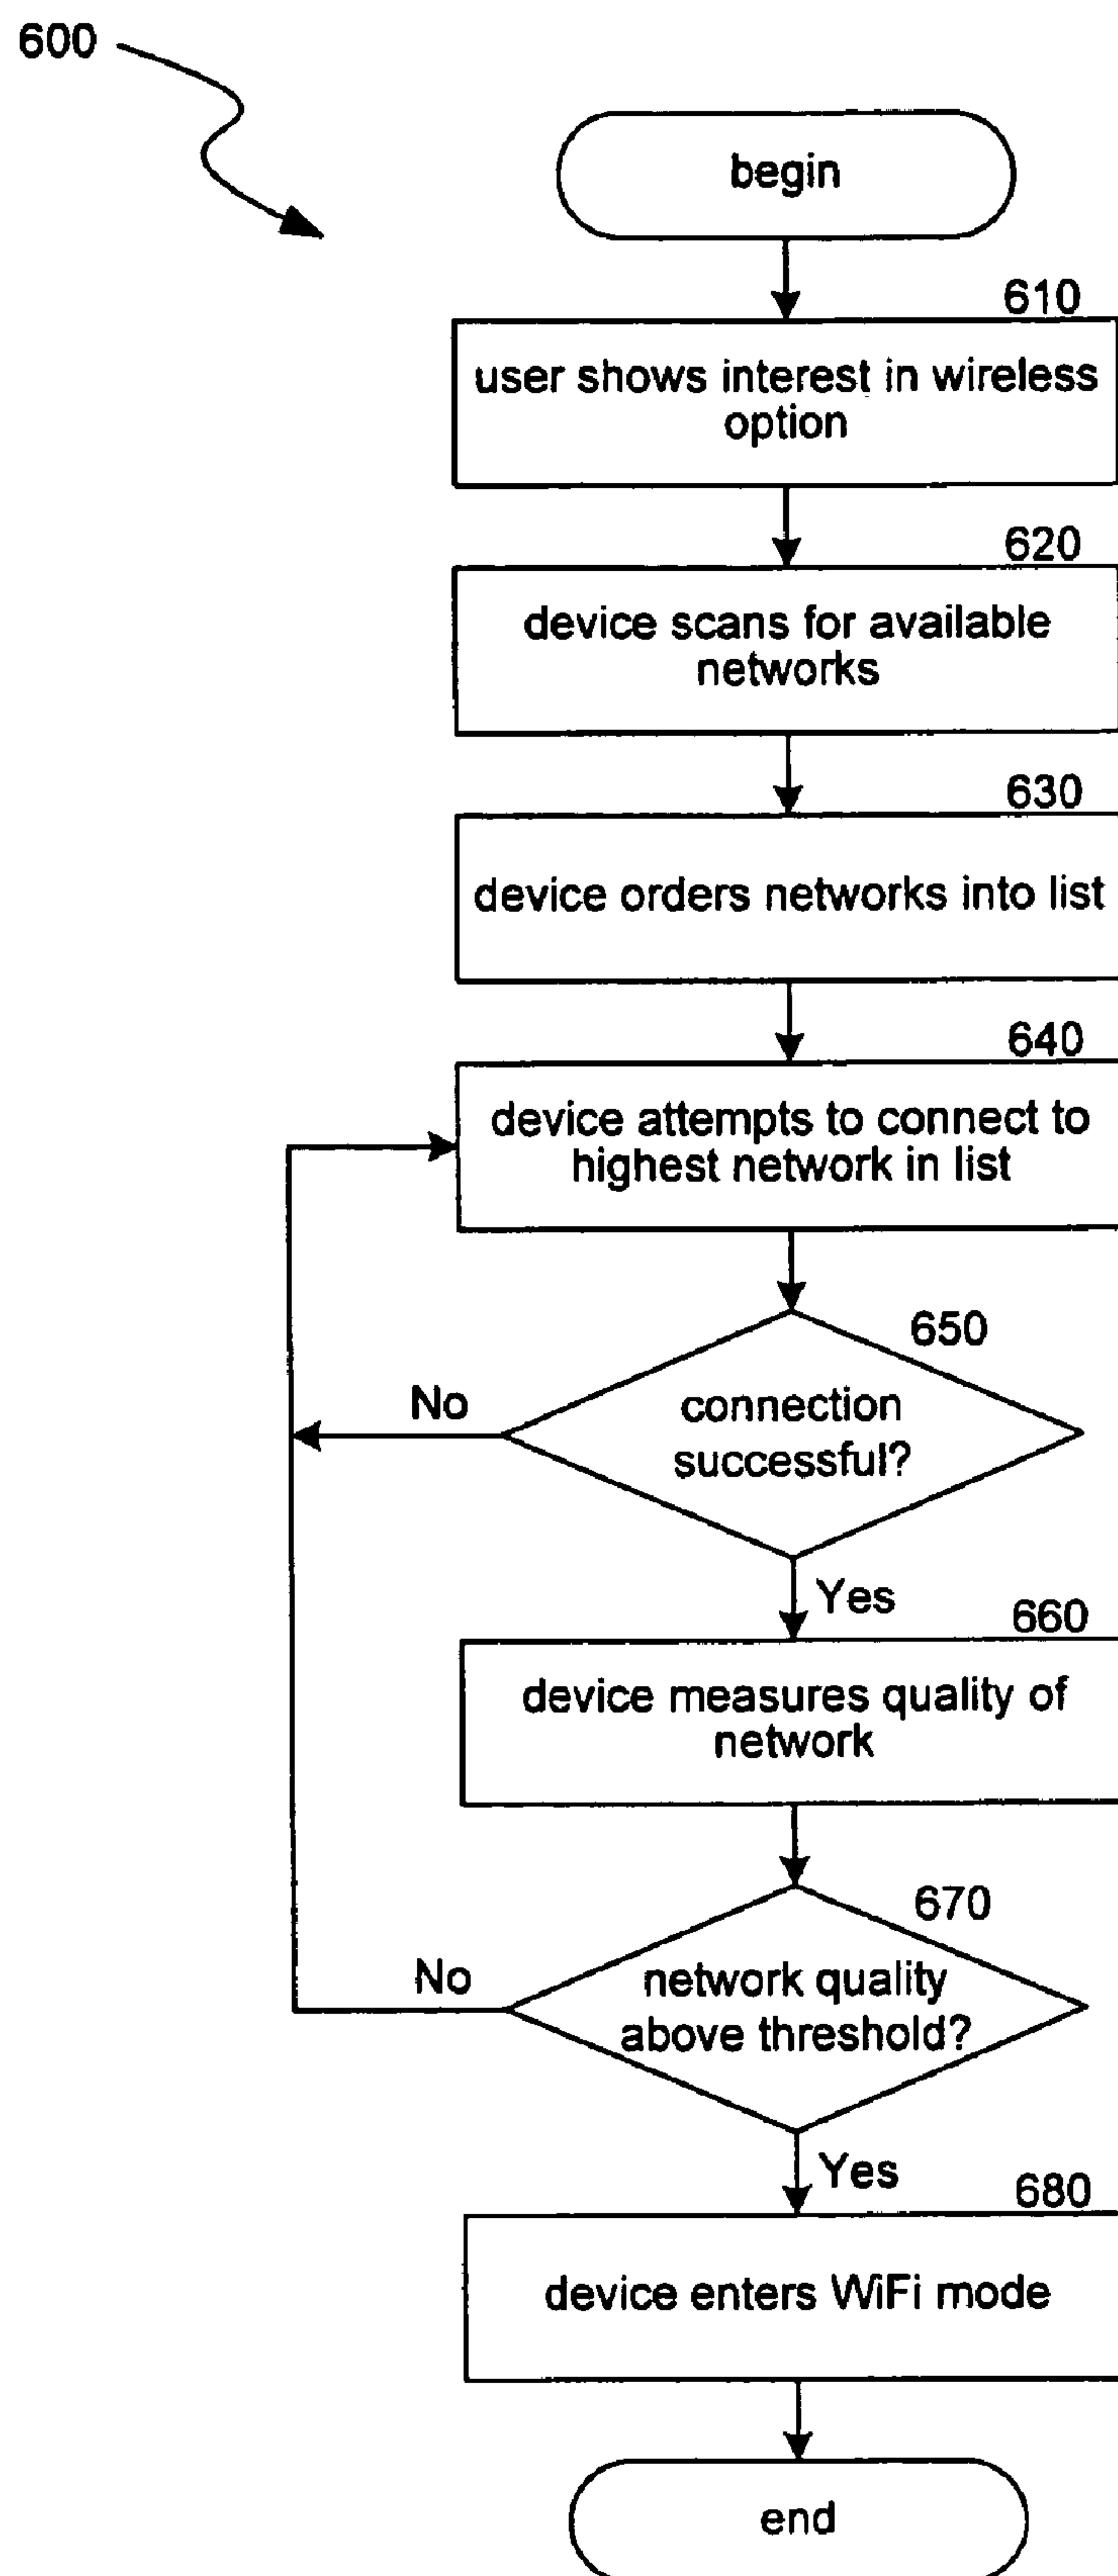 600
begin
610
user shows interest in wireless
option
620
device scans for available
networks
630
device orders networks into list
640
device attempts to connect to
highest network in list
650
connection
successful?
No
Yes
660
device measures quality of
network
670
network quality
above threshold?
No
Yes
680
device enters WiFi mode
end